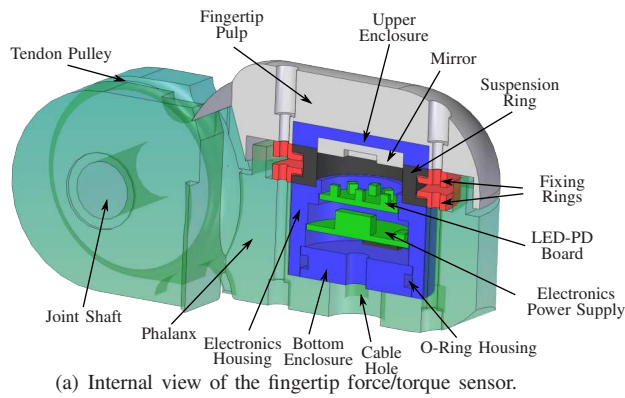 Fingertip
Pulp
Upper
Enclosure
Tendon Pulley
Mirror
Suspension
Ring
Fixing
Rings
LED-PD
Board
Electronics
Power Supply
Joint Shaft
Phalanx
Electronics
Housing
Bottom
Enclosure
Cable
Hole
O-Ring Housing
(a) Internal view of the fingertip force/torque sensor.